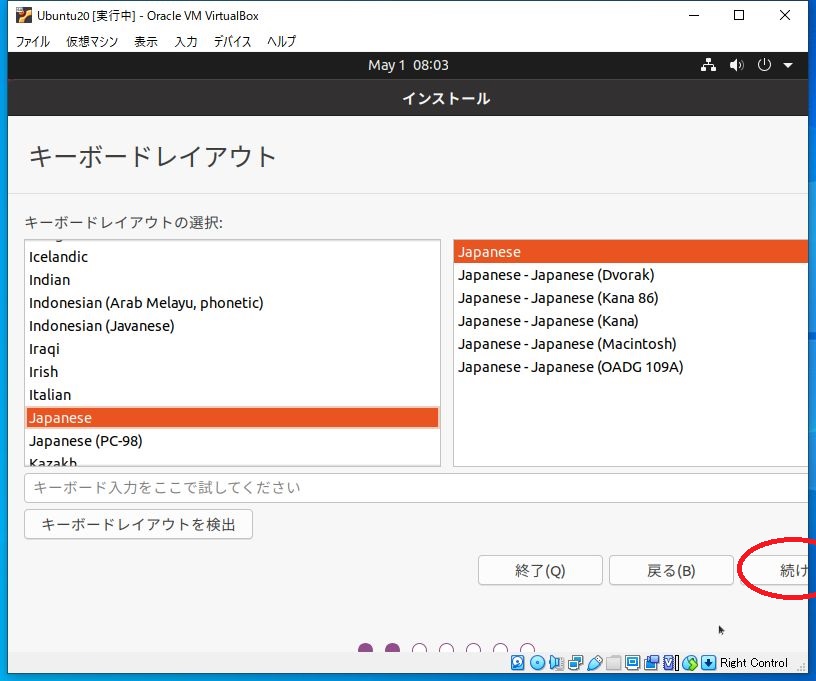 Ubuntu20 [実行中] - Oracle VM VirtualBox
ファイル 仮想マシン 表示 入力 デバイス ヘルプ
May 1 08:03
インストール
キーボードレイアウト
キーボードレイアウトの選択:
Icelandic
Indian
Indonesian (Arab Melayu, phonetic)
Indonesian (Javanese)
Iraqi
Irish
Italian
Japanese
Japanese (PC-98)
Kazakh
Japanese
Japanese - Japanese (Dvorak)
Japanese - Japanese (Kana 86)
Japanese - Japanese (Kana)
Japanese - Japanese (Macintosh)
Japanese - Japanese (OADG 109A)
キーボード入力をここで試してください
キーボードレイアウトを検出
終了(Q) 戻る(B) 続け
Right Control